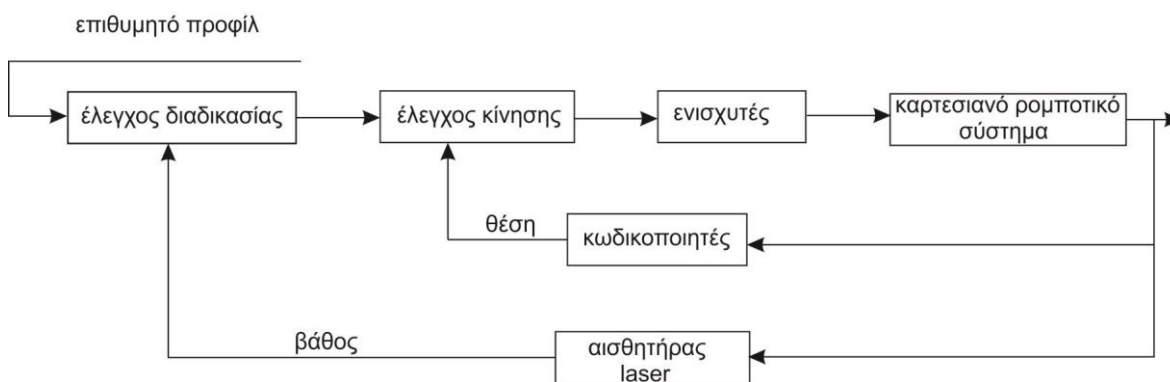 επιθυμητό προφίλ
έλεγχος διαδικασίας
έλεγχος κίνησης
ενισχυτές
καρτεσιανό ρομποτικό
σύστημα
θέση
κωδικοποιητές
βάθος
αισθητήρας
laser